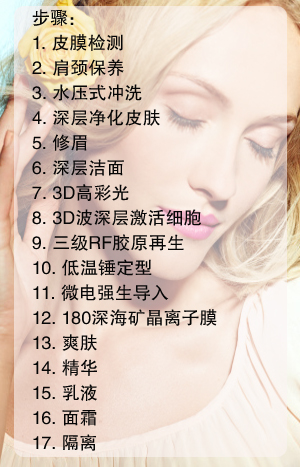 步骤：
1. 皮膜检测
2. 肩颈保养
3. 水压式冲洗
4. 深层净化皮肤
5. 修眉
6. 深层洁面
7. 3D高彩光
8. 3D波深层激活细胞
9. 三级RF胶原再生
10. 低温锤定型
11. 微电强生导入
12. 180深海矿晶离子膜
13. 爽肤
14. 精华
15. 乳液
16. 面霜
17. 隔离